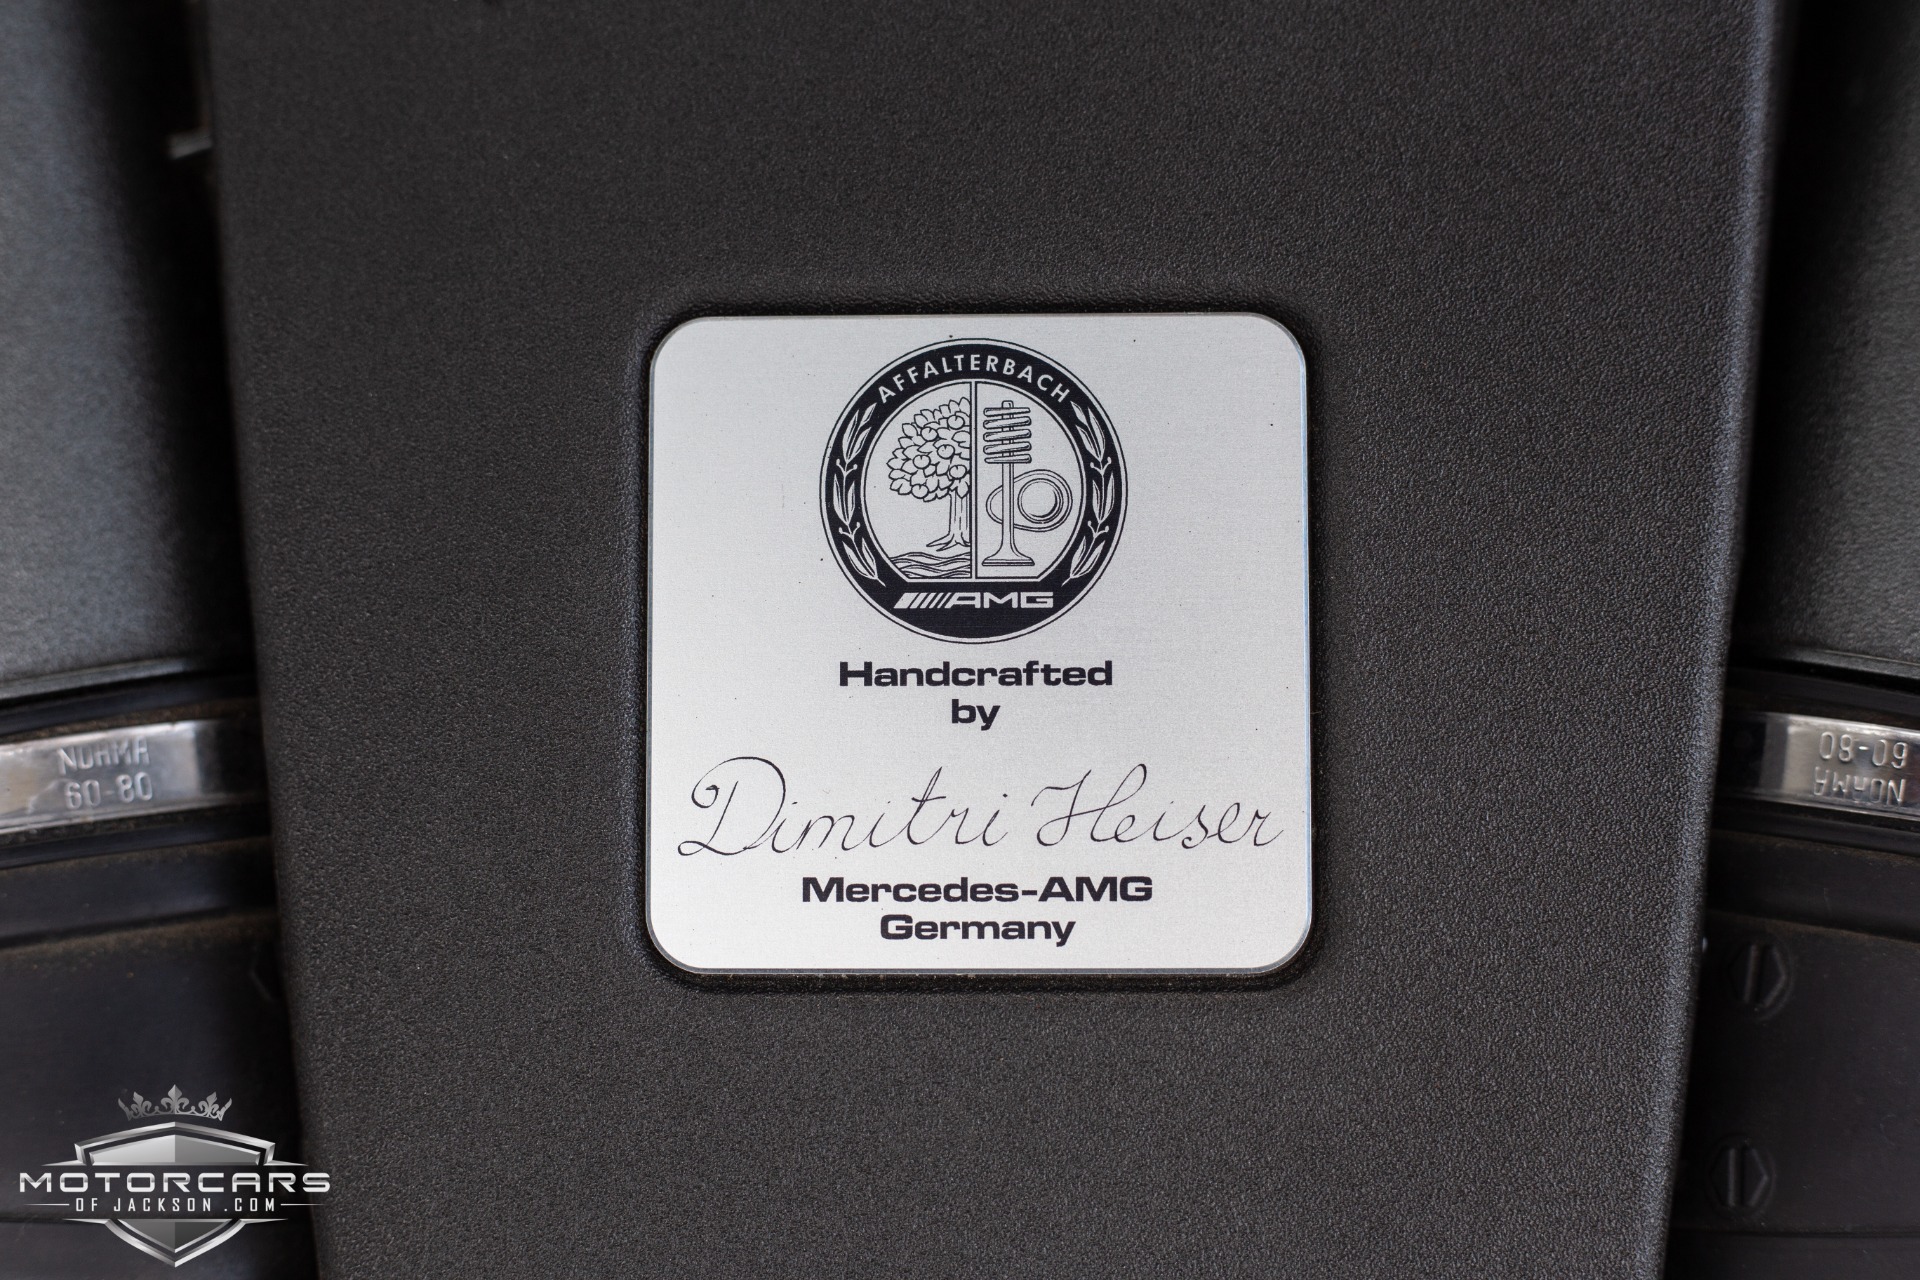 AFFALTERBACH
AMG
Handcrafted
by
Dimitri Heiser
Mercedes-AMG
Germany
NORMA
60-80
60-80
NORMA
MOTORCARS
OF JACKSON.COM